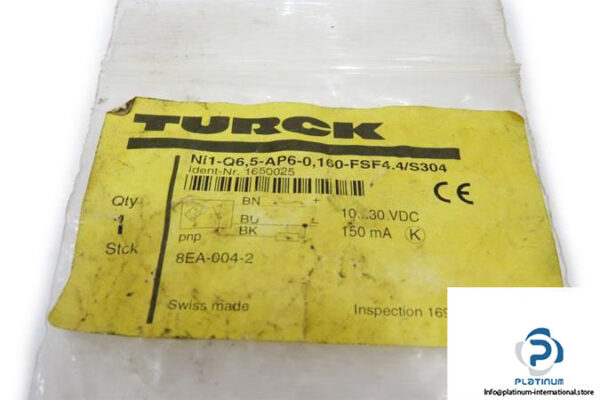 TURCK
Ni1-Q6,5-AP6-0,160-FSF4.4/S304
Ident-Nr. 1650025
CE
Qty
1
Stck
BN +
BU -
BK
pnp
10...30 VDC
150 mA K
8EA-004-2
Swiss made
Inspection 169
PLATINUM
Info@platinum-international.store